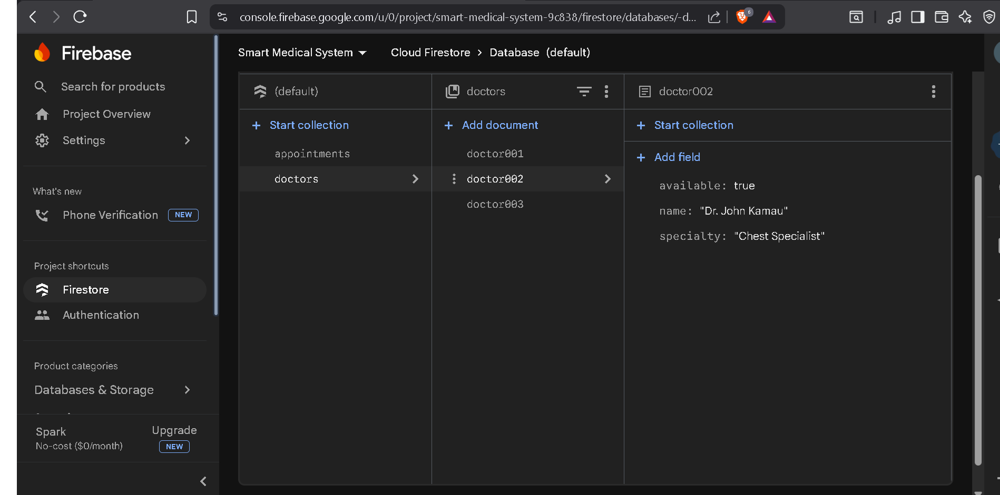 console.firebase.google.com/u/0/project/smart-medical-system-9c838/firestore/databases/-d...
6
Firebase
Search for products
Project Overview
Settings
What's new
Phone Verification NEW
Project shortcuts
Firestore
Authentication
Product categories
Databases & Storage
Spark
No-cost ($0/month)
Upgrade
NEW
Smart Medical System
Cloud Firestore > Database (default)
(default)
+ Start collection
appointments
doctors
doctors
+ Add document
doctor001
doctor002
doctor003
doctor002
+ Start collection
+ Add field
available: true
name: "Dr. John Kamau"
specialty: "Chest Specialist"